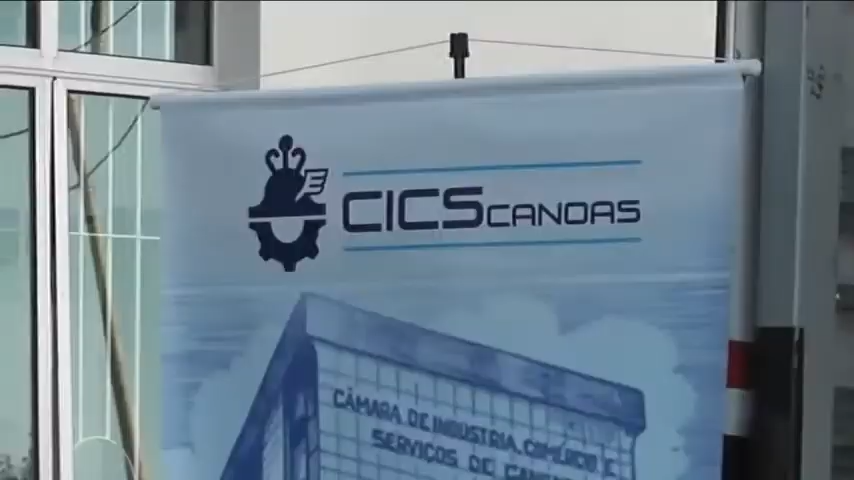 CICS CANOAS
CÂMARA DE INDÚSTRIA, COMÉRCIO E
SERVIÇOS DE